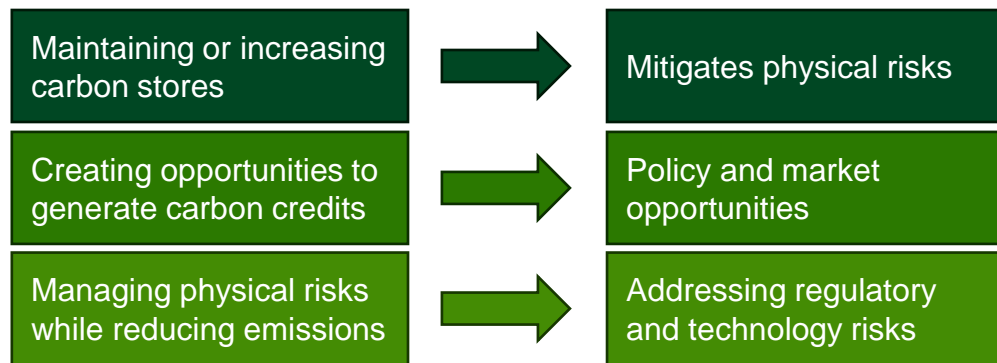 Maintaining or increasing
carbon stores
Mitigates physical risks
Creating opportunities to
generate carbon credits
Policy and market
opportunities
Managing physical risks
while reducing emissions
Addressing regulatory
and technology risks